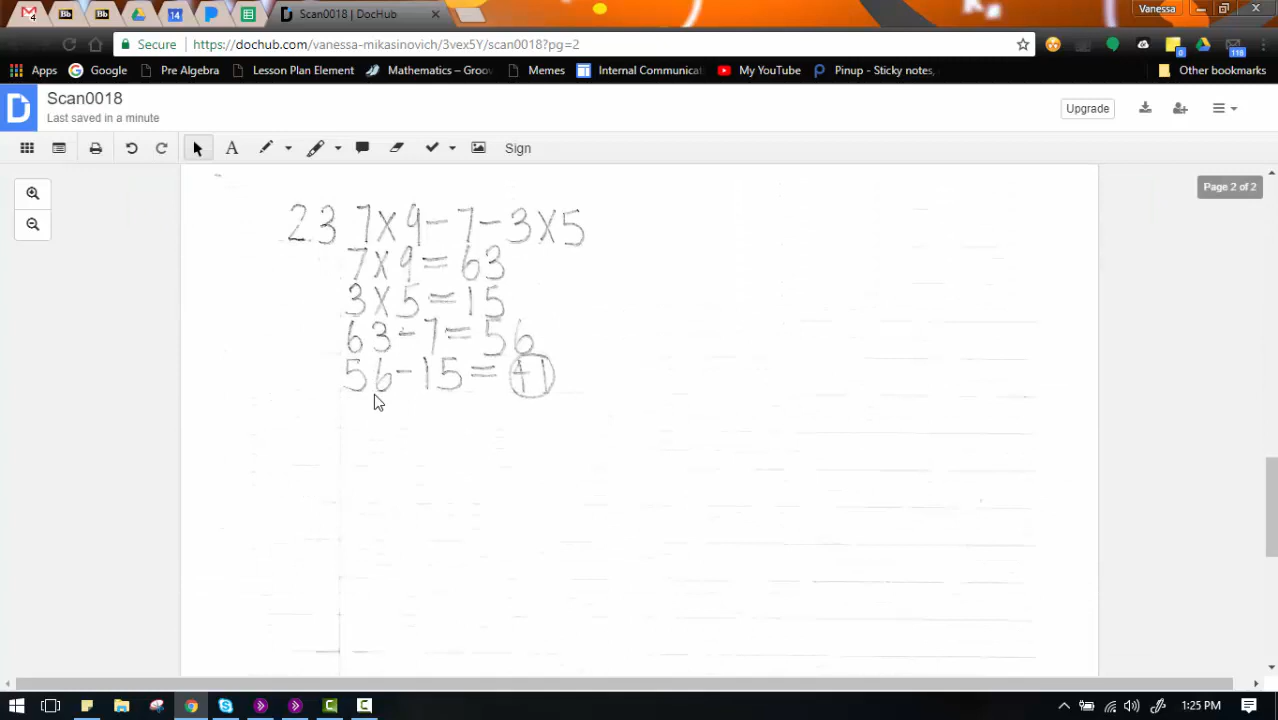 Scan0018 | DocHub
Vanessa
Secure https://dochub.com/vanessa-mikasinovich/3vex5Y/scan0018?pg=2
Apps Google Pre Algebra Lesson Plan Element Mathematics – Groov Memes Internal Communicat My YouTube Pinup - Sticky notes, Other bookmarks
Scan0018
Last saved in a minute
Upgrade
A Sign
Page 2 of 2
23 7X9-7-3X5
7X9=63
3X5=15
63-7=56
56-15=41
1:25 PM